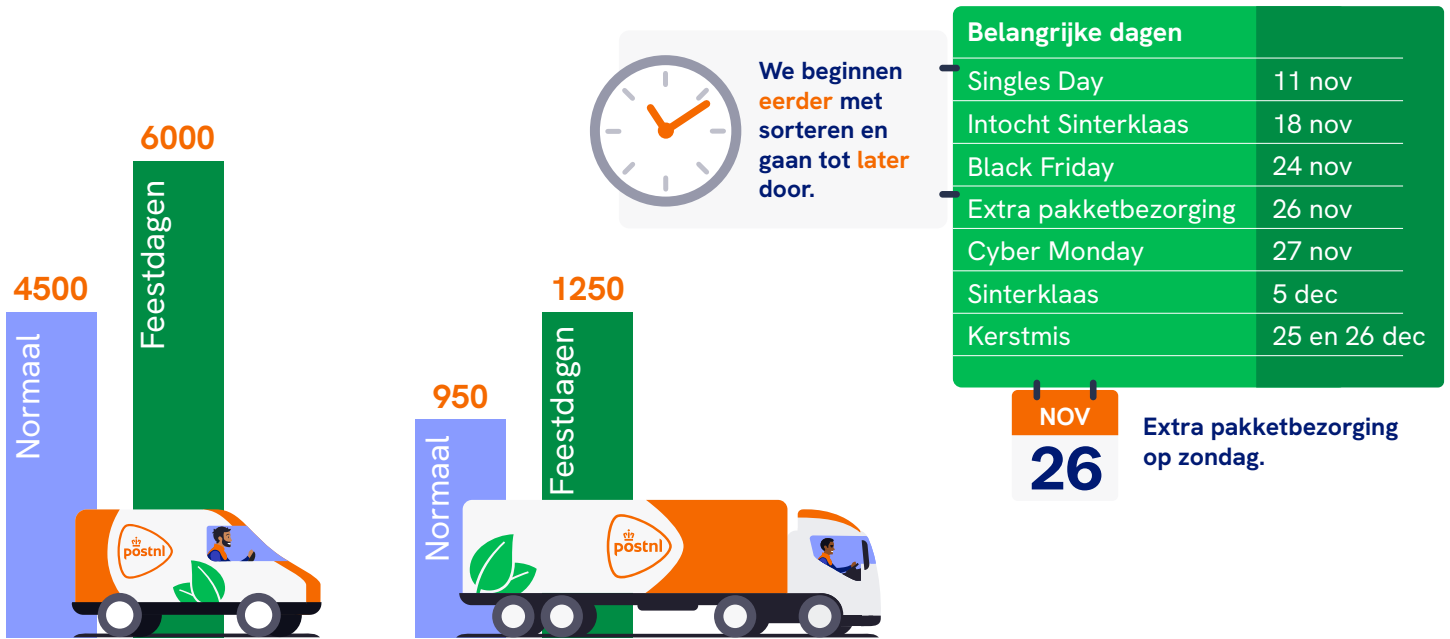 6000
Feestdagen
4500
Normaal
postnl
1250
Feestdagen
950
Normaal
postnl
We beginnen
eerder met
sorteren en
gaan tot later
door.
Belangrijke dagen
Singles Day 11 nov
Intocht Sinterklaas 18 nov
Black Friday 24 nov
Extra pakketbezorging 26 nov
Cyber Monday 27 nov
Sinterklaas 5 dec
Kerstmis 25 en 26 dec
NOV
26
Extra pakketbezorging
op zondag.